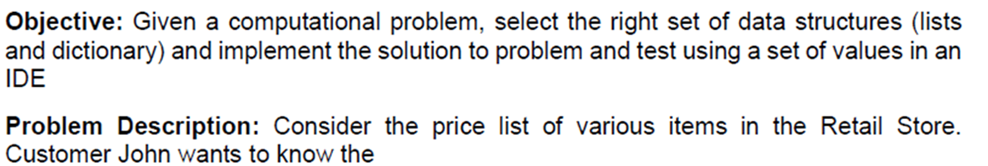 Objective: Given a computational problem, select the right set of data structures (lists
and dictionary) and implement the solution to problem and test using a set of values in an
IDE
Problem Description: Consider the price list of various items in the Retail Store.
Customer John wants to know the